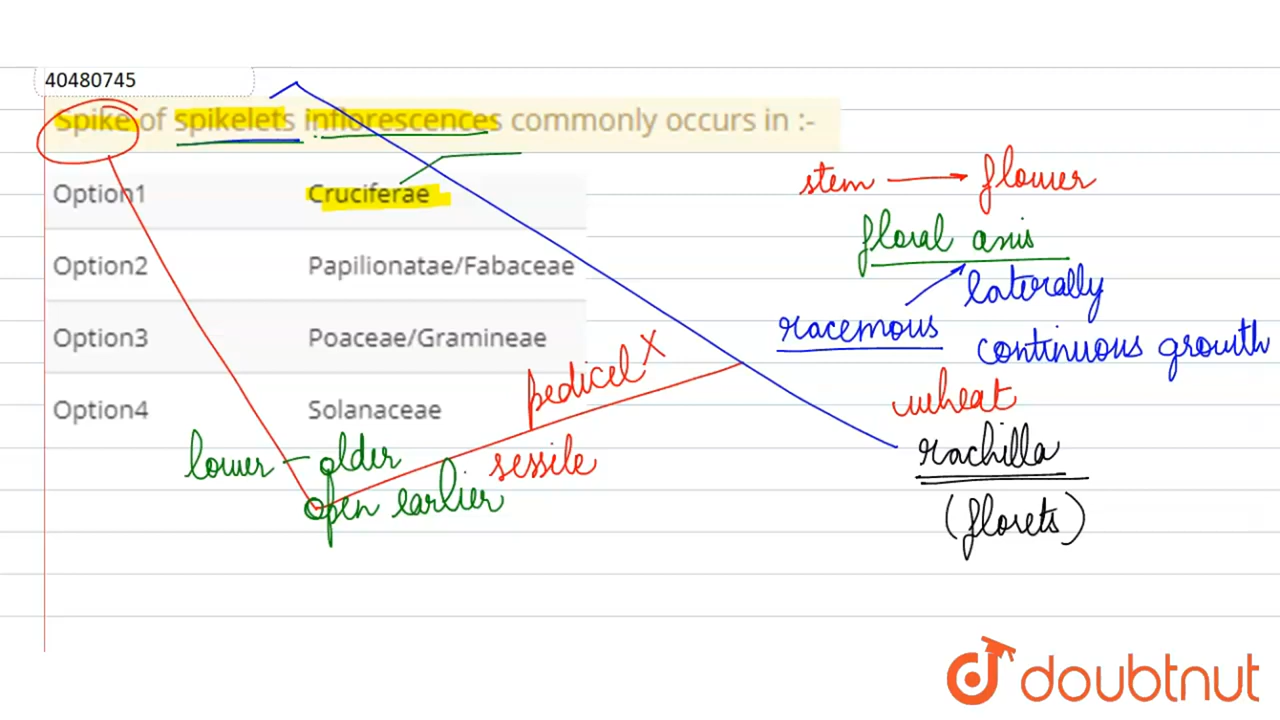 40480745
Spike of spikelets inflorescences commonly occurs in :-
Option1 Cruciferae
Option2 Papilionatae/Fabaceae
Option3 Poaceae/Gramineae
Option4 Solanaceae
stem → flower
floral axis
laterally
racemous
continuous growth
pedicel X
wheat
sessile
rachilla
(florets)
lower – older
open earlier
doubtnut